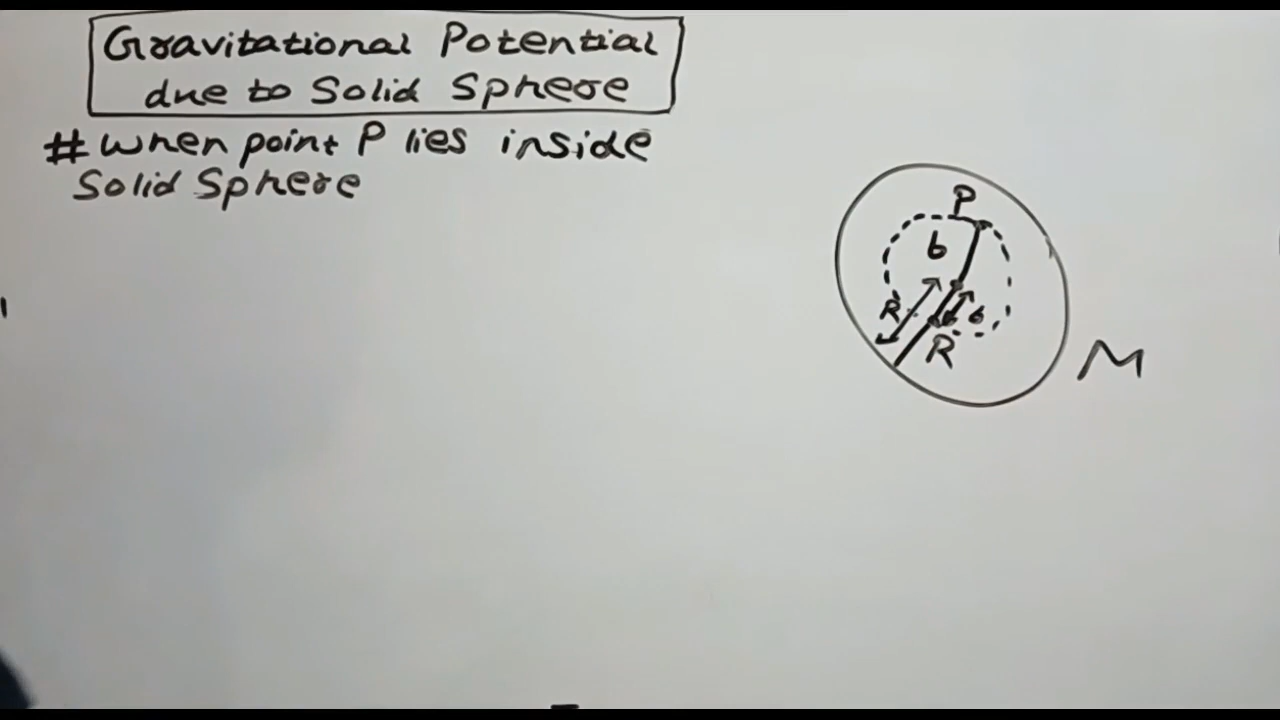 Gravitational Potential
due to Solid Sphere
# when point P lies inside
Solid Sphere
P
b
R
b
R
M